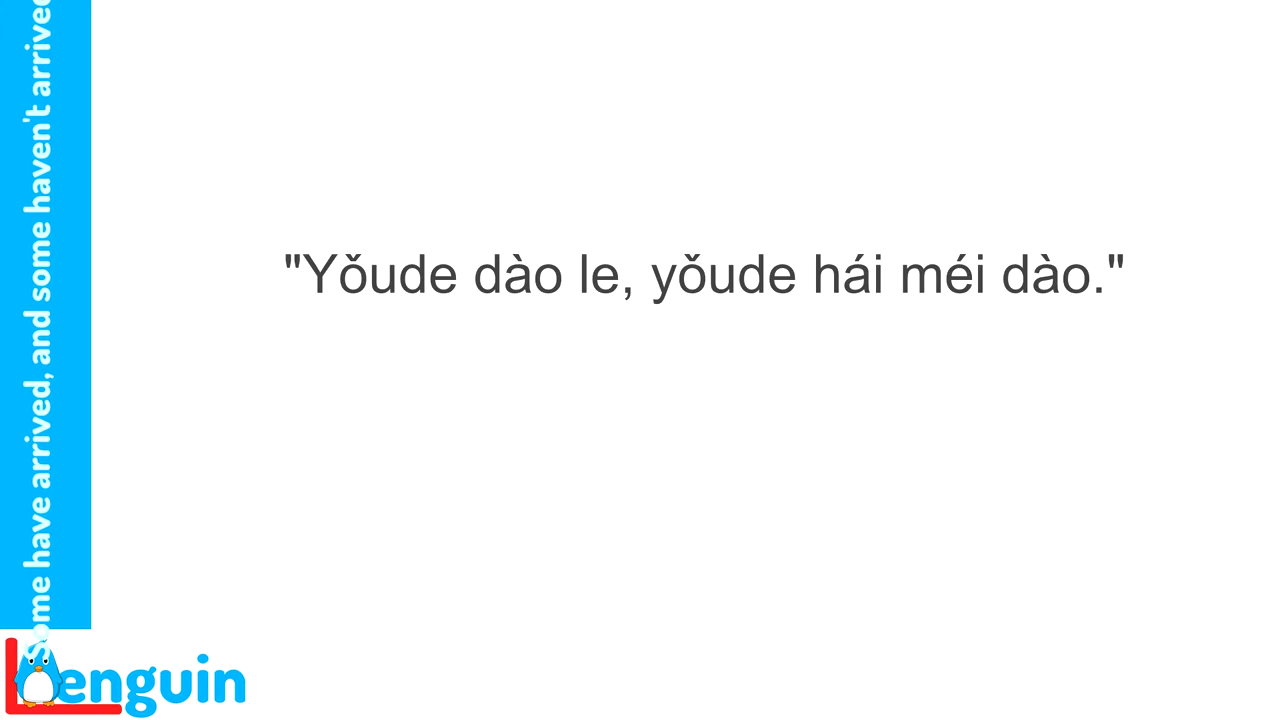 Some have arrived, and some haven't arrived
"Yǒude dào le, yǒude hái méi dào."
Lenguin